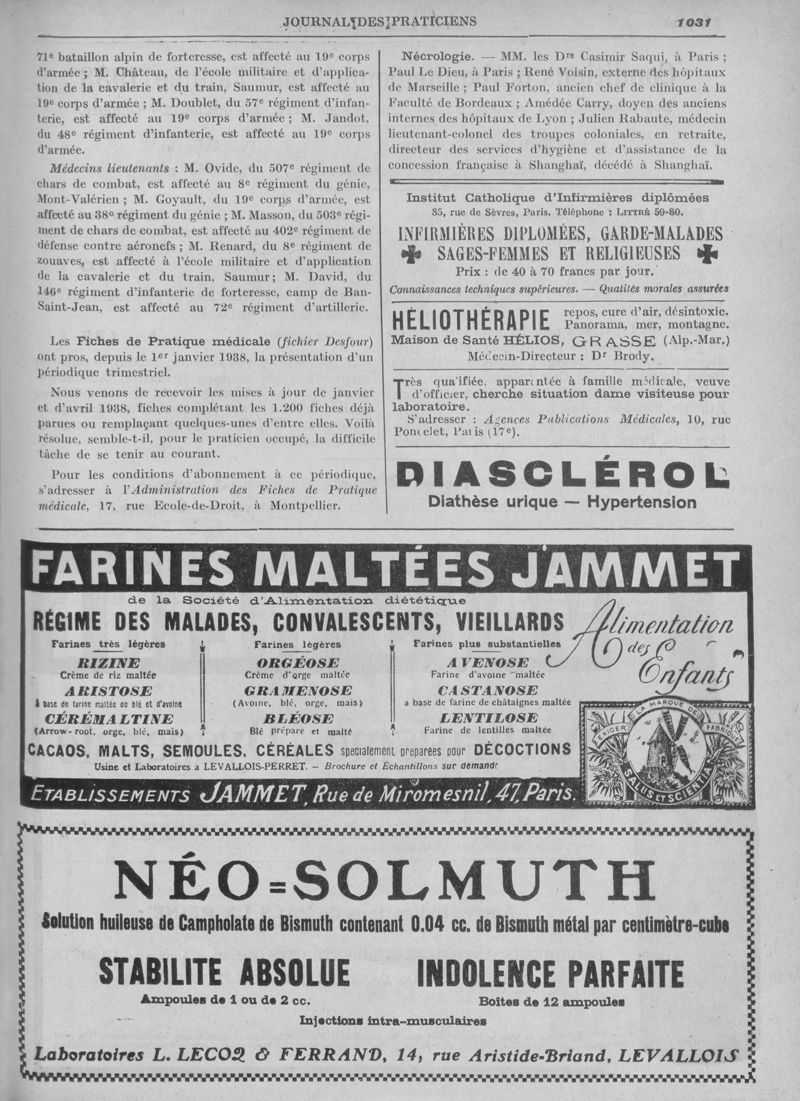 JOURNAL DES PRATICIENS 1031
71e bataillon alpin de forteresse, est affecté au 19e corps
d'armée ; M. Château, de l'école militaire et d'applica-
tion de la cavalerie et du train, Saumur, est affecté au
19e corps d'armée ; M. Doublet, du 57e régiment d'infan-
terie, est affecté au 19e corps d'armée ; M. Jandot,
du 48e régiment d'infanterie, est affecté au 19e corps
d'armée.
Médecins lieutenants : M. Ovide, du 507e régiment de
chars de combat, est affecté au 8e régiment du génie,
Mont-Valérien ; M. Goyault, du 19e corps d'armée, est
affecté au 38e régiment du génie ; M. Masson, du 503e régi-
ment de chars de combat, est affecté au 402e régiment de
défense contre aéronefs ; M. Renard, du 8e régiment de
zouaves, est affecté à l'école militaire et d'application
de la cavalerie et du train, Saumur ; M. David, du
146e régiment d'infanterie de forteresse, camp de Ban-
Saint-Jean, est affecté au 72e régiment d'artillerie.
Les Fiches de Pratique médicale (fichier Desfour)
ont pros, depuis le 1er janvier 1938, la présentation d'un
périodique trimestriel.
Nous venons de recevoir les mises à jour de janvier
et d'avril 1938, fiches complétant les 1.200 fiches déjà
parues ou remplaçant quelques-unes d'entre elles. Voilà
résolue, semble-t-il, pour le praticien occupé, la difficile
tâche de se tenir au courant.
Pour les conditions d'abonnement à ce périodique,
s'adresser à l'Administration des Fiches de Pratique
médicale, 17, rue Ecole-de-Droit, à Montpellier.
Nécrologie. — MM. les Drs Casimir Saqui, à Paris ;
Paul Le Dieu, à Paris ; René Voisin, externe des hôpitaux
de Marseille ; Paul Forton, ancien chef de clinique à la
Faculté de Bordeaux ; Amédée Carry, doyen des anciens
internes des hôpitaux de Lyon ; Julien Rabaute, médecin
lieutenant-colonel des troupes coloniales, en retraite,
directeur des services d'hygiène et d'assistance de la
concession française à Shanghaï, décédé à Shanghaï.
Institut Catholique d'Infirmières diplômées
85, rue de Sèvres, Paris. Téléphone : LITTRÉ 59-80.
INFIRMIÈRES DIPLOMÉES, GARDE-MALADES
SAGES-FEMMES ET RELIGIEUSES
Prix : de 40 à 70 francs par jour.
Connaissances techniques supérieures. — Qualités morales assurées
HÉLIOTHÉRAPIE repos, cure d'air, désintoxic.
Panorama, mer, montagne.
Maison de Santé HÉLIOS, GRASSE (Alp.-Mar.)
Médecin-Directeur : Dr Brody.
Très qua'ifiée, apparentée à famille médicale, veuve
d'officier, cherche situation dame visiteuse pour
laboratoire.
S'adresser : Agences Publications Médicales, 10, rue
Poncelet, Paris (17e).
DIASCLÉROL
Diathèse urique — Hypertension
FARINES MALTÉES JAMMET
de la Société d'Alimentation diététique
RÉGIME DES MALADES, CONVALESCENTS, VIEILLARDS
Alimentation
des
Enfants
Farines très légères Farines légères Farines plus substantielles
RIZINE ORGÉOSE AVENOSE
Crème de riz maltée Crème d'orge maltée Farine d'avoine maltée
ARISTOSE GRAMENOSE CASTANOSE
à base de farine maltée de blé et d'avoine (Avoine, blé, orge, maïs) a base de farine de châtaignes maltée
CÉRÉMALTINE BLÉOSE LENTILOSE
(Arrow-root, orge, blé, maïs) Blé préparé et malté Farine de lentilles maltée
CACAOS, MALTS, SEMOULES, CÉRÉALES specialement preparées pour DÉCOCTIONS
Usine et Laboratoires a LEVALLOIS-PERRET. — Brochure et Echantillons sur demande
EXIGER LA MARQUE DE FABRIQUE
SALUS ET SCIENTIA
ETABLISSEMENTS JAMMET, Rue de Miromesnil, 47, Paris.
NÉO=SOLMUTH
Solution huileuse de Campholate de Bismuth contenant 0.04 cc. de Bismuth métal par centimètre-cube
STABILITE ABSOLUE INDOLENCE PARFAITE
Ampoules de 1 ou de 2 cc. Boîtes de 12 ampoules
Injections intra-musculaires
Laboratoires L. LECOQ & FERRAND, 14, rue Aristide-Briand, LEVALLOIS